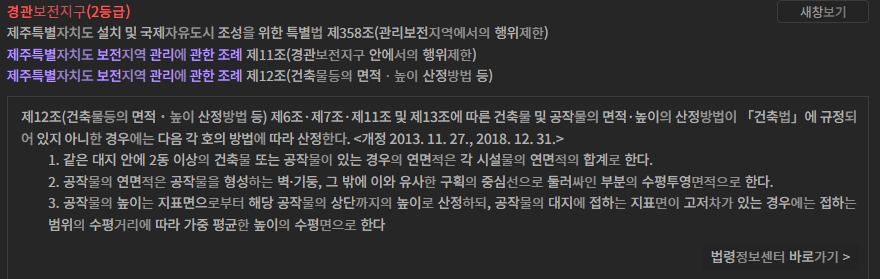 경관보전지구(2등급)
새창보기
제주특별자치도 설치 및 국제자유도시 조성을 위한 특별법 제358조(관리보전지역에서의 행위제한)
제주특별자치도 보전지역 관리에 관한 조례 제11조(경관보전지구 안에서의 행위제한)
제주특별자치도 보전지역 관리에 관한 조례 제12조(건축물등의 면적ㆍ높이 산정방법 등)
제12조(건축물등의 면적ㆍ높이 산정방법 등) 제6조·제7조·제11조 및 제13조에 따른 건축물 및 공작물의 면적·높이의 산정방법이 「건축법」에 규정되
어 있지 아니한 경우에는 다음 각 호의 방법에 따라 산정한다. <개정 2013. 11. 27., 2018. 12. 31.>
1. 같은 대지 안에 2동 이상의 건축물 또는 공작물이 있는 경우의 연면적은 각 시설물의 연면적의 합계로 한다.
2. 공작물의 연면적은 공작물을 형성하는 벽·기둥, 그 밖에 이와 유사한 구획의 중심선으로 둘러싸인 부분의 수평투영면적으로 한다.
3. 공작물의 높이는 지표면으로부터 해당 공작물의 상단까지의 높이로 산정하되, 공작물의 대지에 접하는 지표면이 고저차가 있는 경우에는 접하는
범위의 수평거리에 따라 가중 평균한 높이의 수평면으로 한다
법령정보센터 바로가기 >